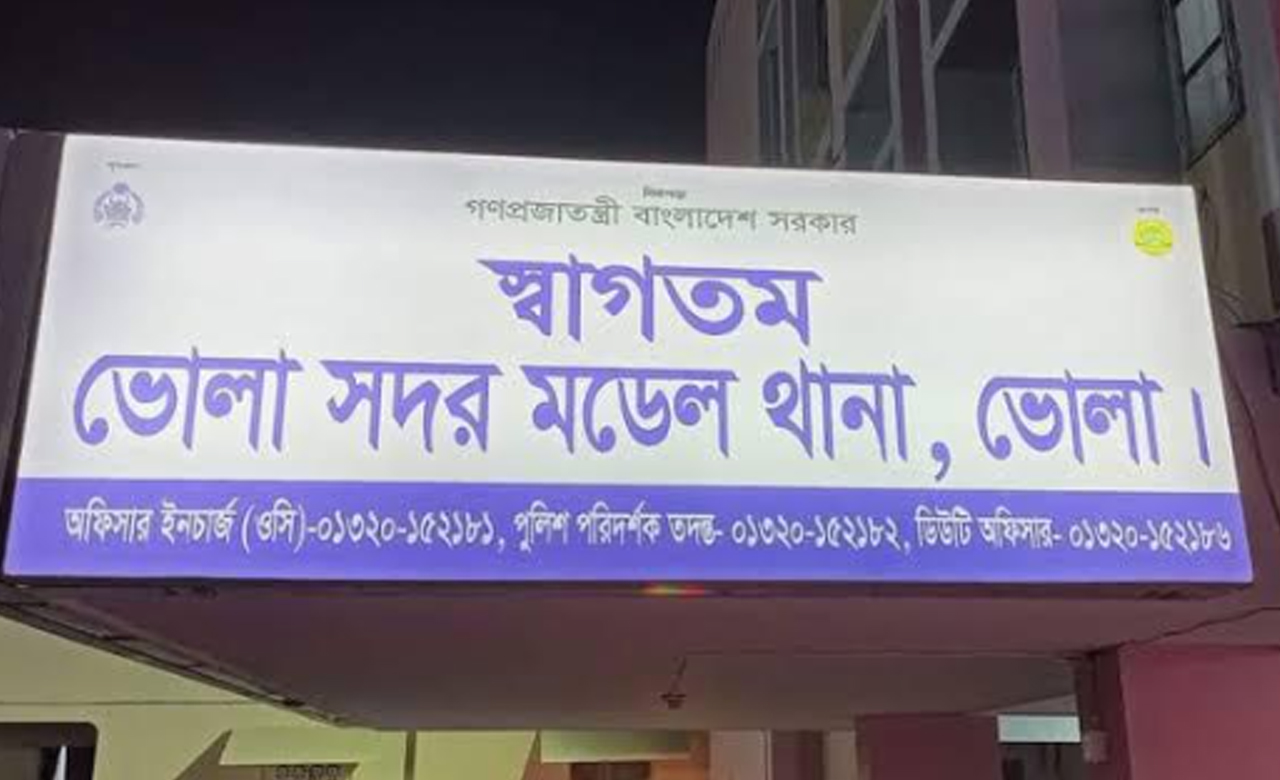 গণপ্রজাতন্ত্রী বাংলাদেশ সরকার
স্বাগতম
ভোলা সদর মডেল থানা, ভোলা।
অফিসার ইনচার্জ (ওসি)-০১৩২০-১৫২১৮১, পুলিশ পরিদর্শক তদন্ত- ০১৩২০-১৫২১৮২, ডিউটি অফিসার- ০১৩২০-১৫২১৮৬